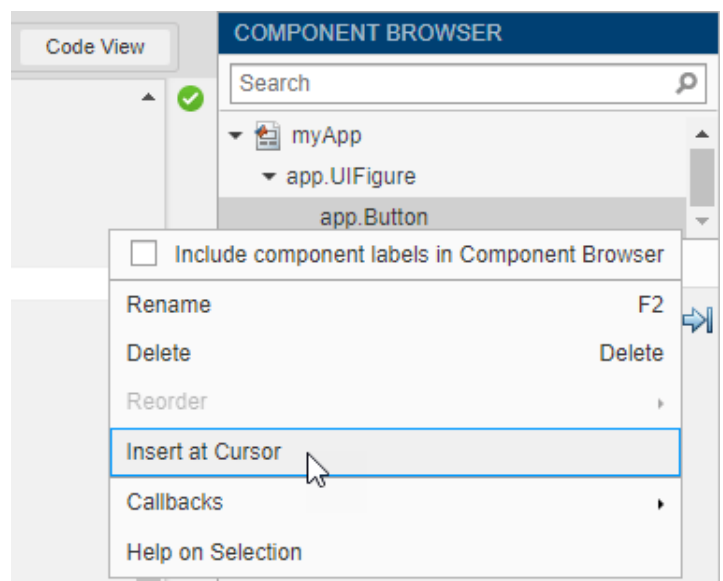 Code View
COMPONENT BROWSER
Search
myApp
app.UIFigure
app.Button
Include component labels in Component Browser
Rename F2
Delete Delete
Reorder
Insert at Cursor
Callbacks
Help on Selection